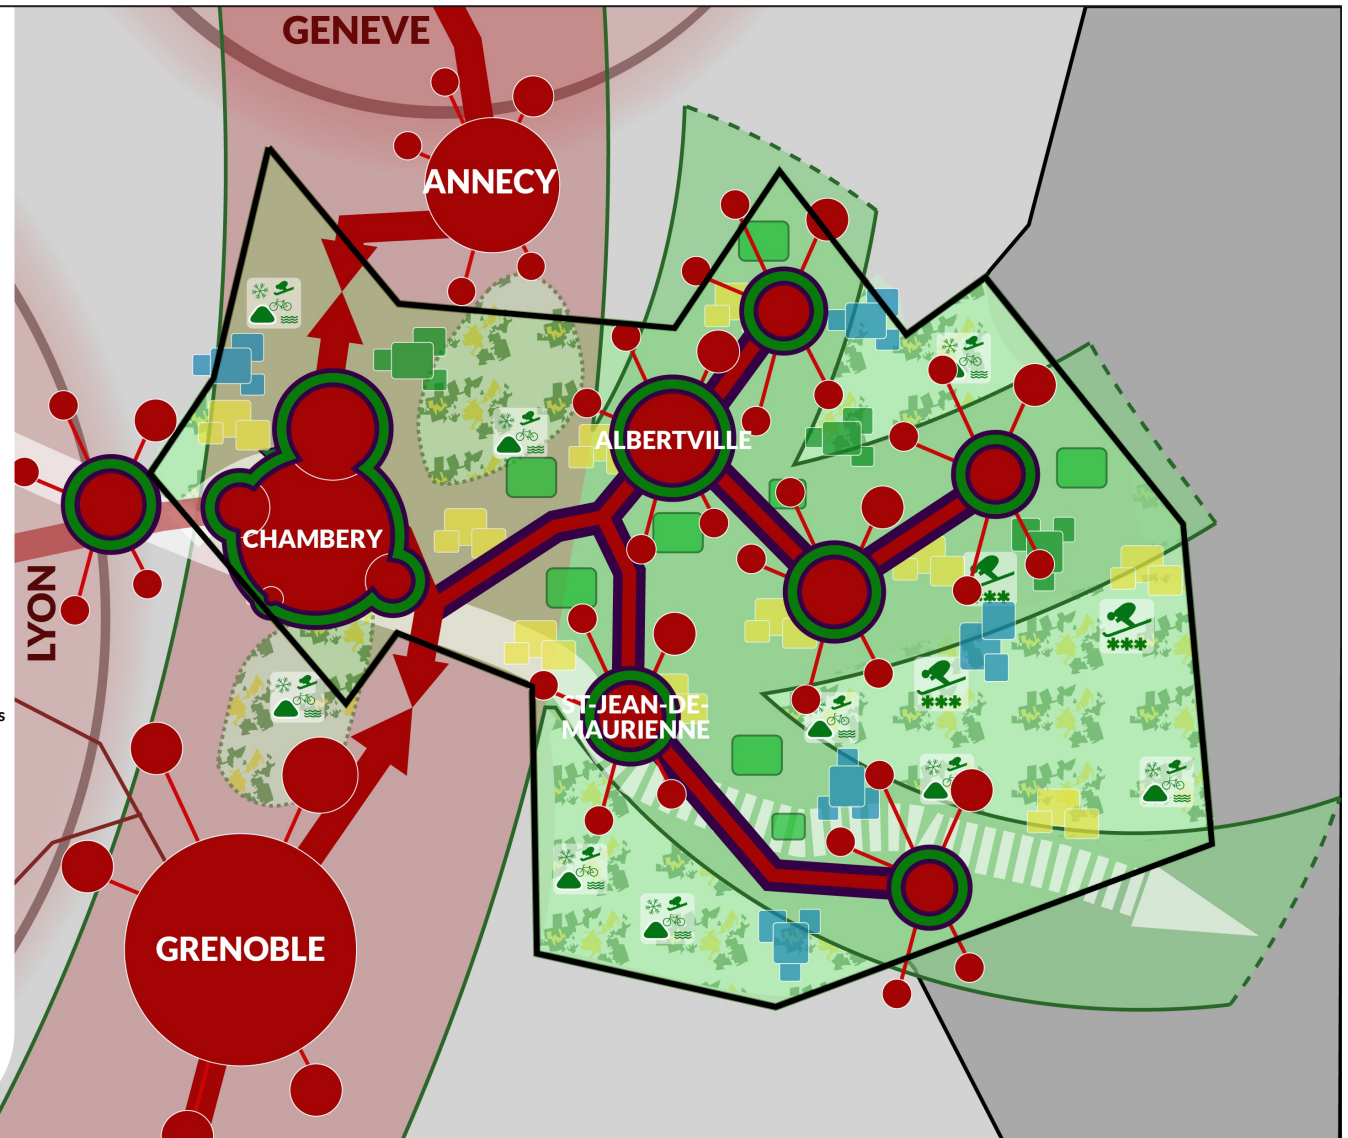 GENEVE
ANNECY
ALBERTVILLE
CHAMBERY
LYON
s
ST-JEAN-DE-
MAURIENNE
GRENOBLE